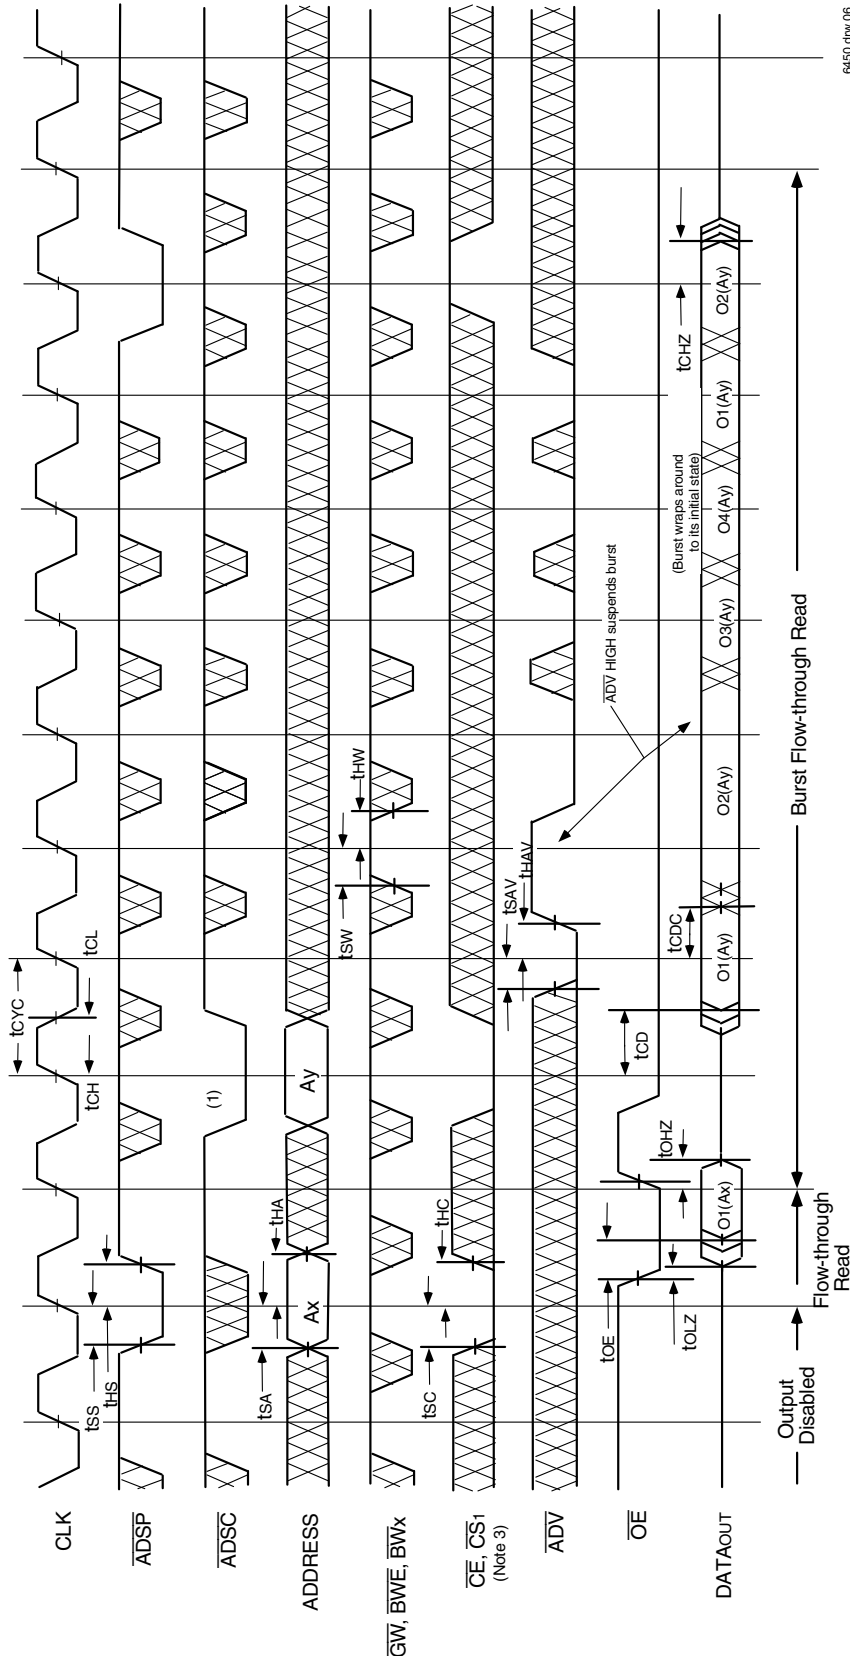 CLK
tCYC
tCH
tCL
tSS
tHS
ADSP
ADSC
(1)
tSA
tHA
ADDRESS
Ax
Ay
tSW
tHW
GW, BWE, BWx
tSC
tHC
CE, CS1
(Note 3)
tSAV
tHAV
ADV
ADV HIGH suspends burst
OE
tOE
tOHZ
tCD
tOLZ
tCDC
tCHZ
(Burst wraps around
to its initial state)
DATAOUT
O1(Ax)
O1(Ay)
O2(Ay)
O3(Ay)
O4(Ay)
O1(Ay)
O2(Ay)
Output
Disabled
Flow-through
Read
Burst Flow-through Read
6450 drw 06